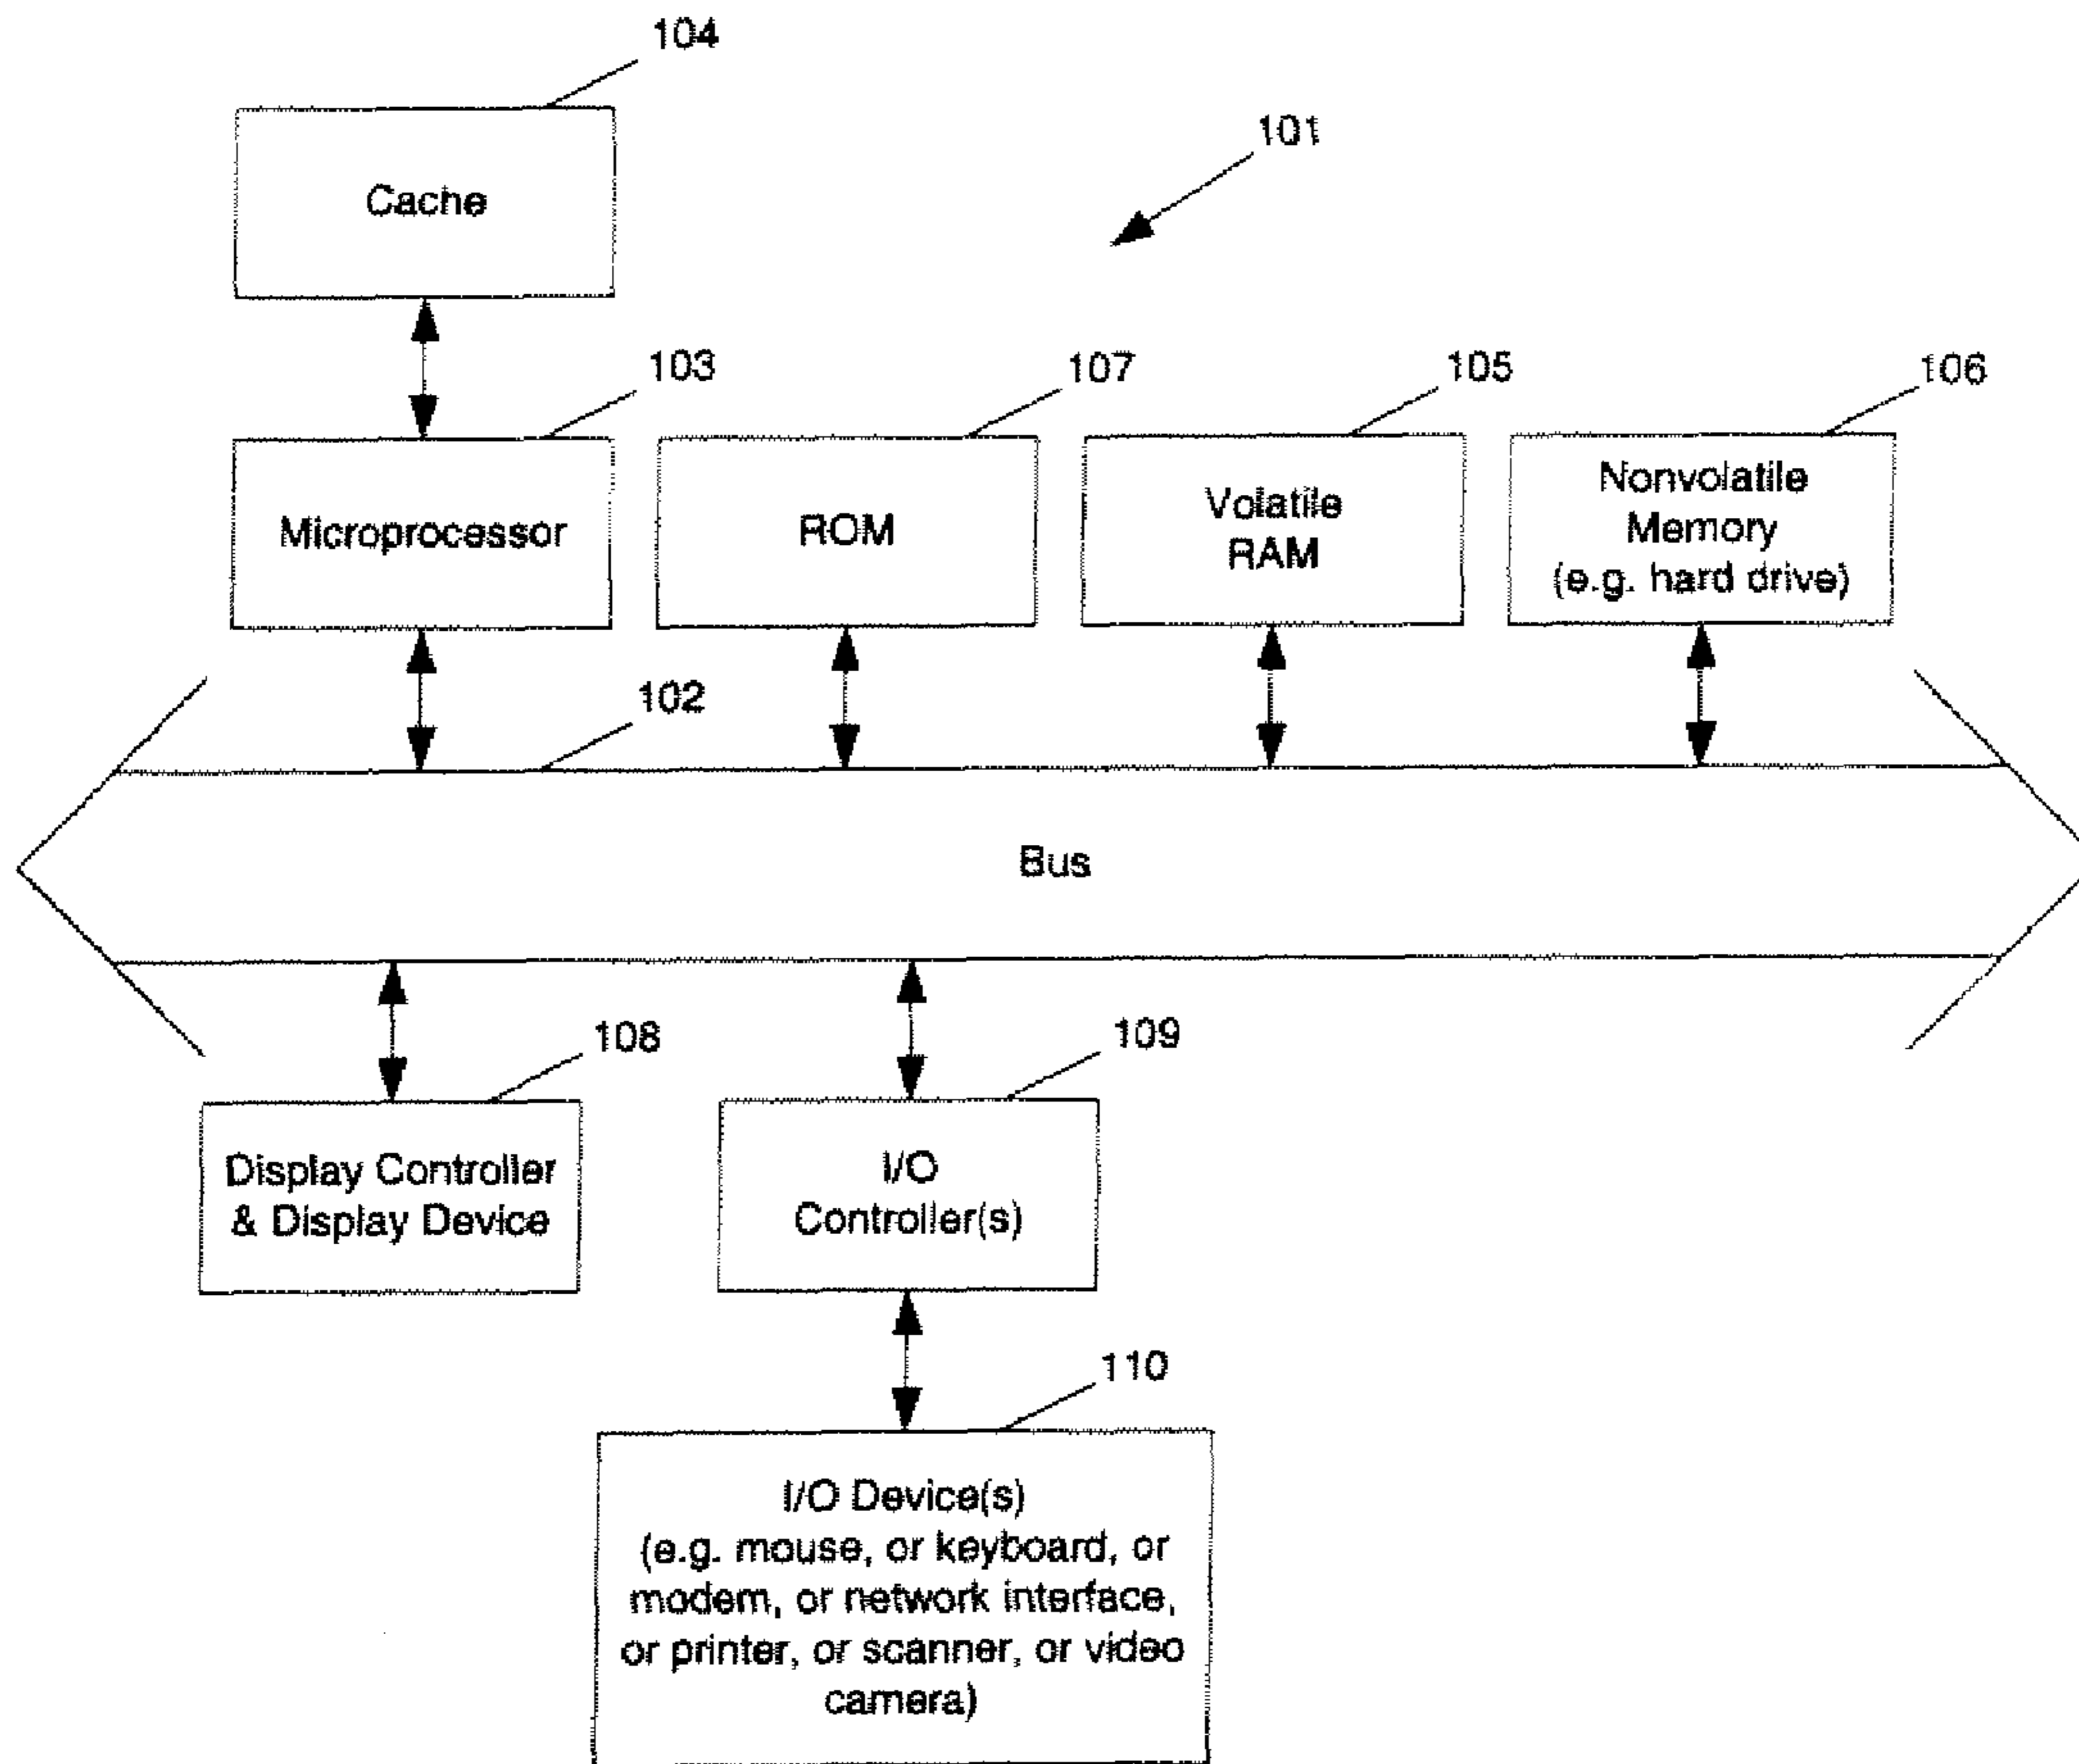 104
101
Cache
103
107
105
106
Microprocessor
ROM
Volatile
RAM
Nonvolatile
Memory
(e.g. hard drive)
102
Bus
108
109
Display Controller
& Display Device
I/O
Controller(s)
110
I/O Device(s)
(e.g. mouse, or keyboard, or
modem, or network interface,
or printer, or scanner, or video
camera)